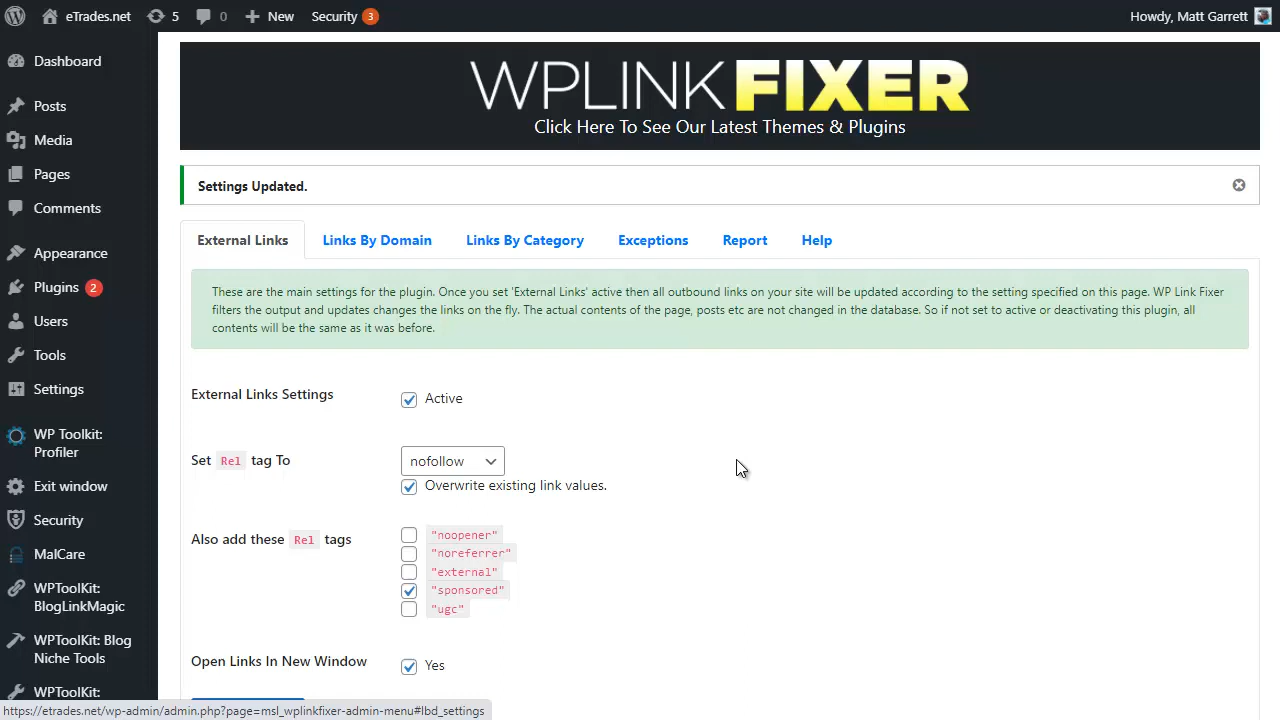 eTrades.net 5 0 New Security 3 Howdy, Matt Garrett
Dashboard
Posts
Media
Pages
Comments
Appearance
Plugins 2
Users
Tools
Settings
WP Toolkit:
Profiler
Exit window
Security
MalCare
WPToolKit:
BlogLinkMagic
WPToolKit: Blog
Niche Tools
WPToolKit:
WPLINKFIXER
Click Here To See Our Latest Themes & Plugins
Settings Updated.
External Links Links By Domain Links By Category Exceptions Report Help
These are the main settings for the plugin. Once you set 'External Links' active then all outbound links on your site will be updated according to the setting specified on this page. WP Link Fixer
filters the output and updates changes the links on the fly. The actual contents of the page, posts etc are not changed in the database. So if not set to active or deactivating this plugin, all
contents will be the same as it was before.
External Links Settings Active
Set Rel tag To nofollow
Overwrite existing link values.
Also add these Rel tags "noopener"
"noreferrer"
"external"
"sponsored"
"ugc"
Open Links In New Window Yes
https://etrades.net/wp-admin/admin.php?page=msl_wplinkfixer-admin-menu#lbd_settings